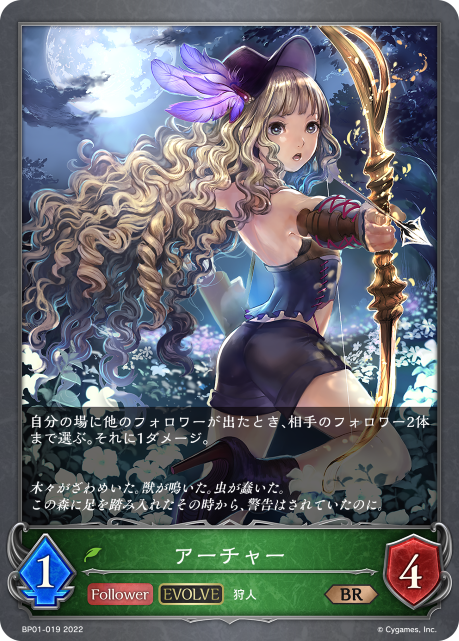 自分の場に他のフォロワーが出たとき、相手のフォロワー2体
まで選ぶ。それに1ダメージ。
木々がざわめいた。獣が鳴いた。虫が蠢いた。
この森に足を踏み入れたその時から、警告はされていたのに。
アーチャー
1
Follower EVOLVE 狩人 BR
4
BP01-019 2022 © Cygames, Inc.